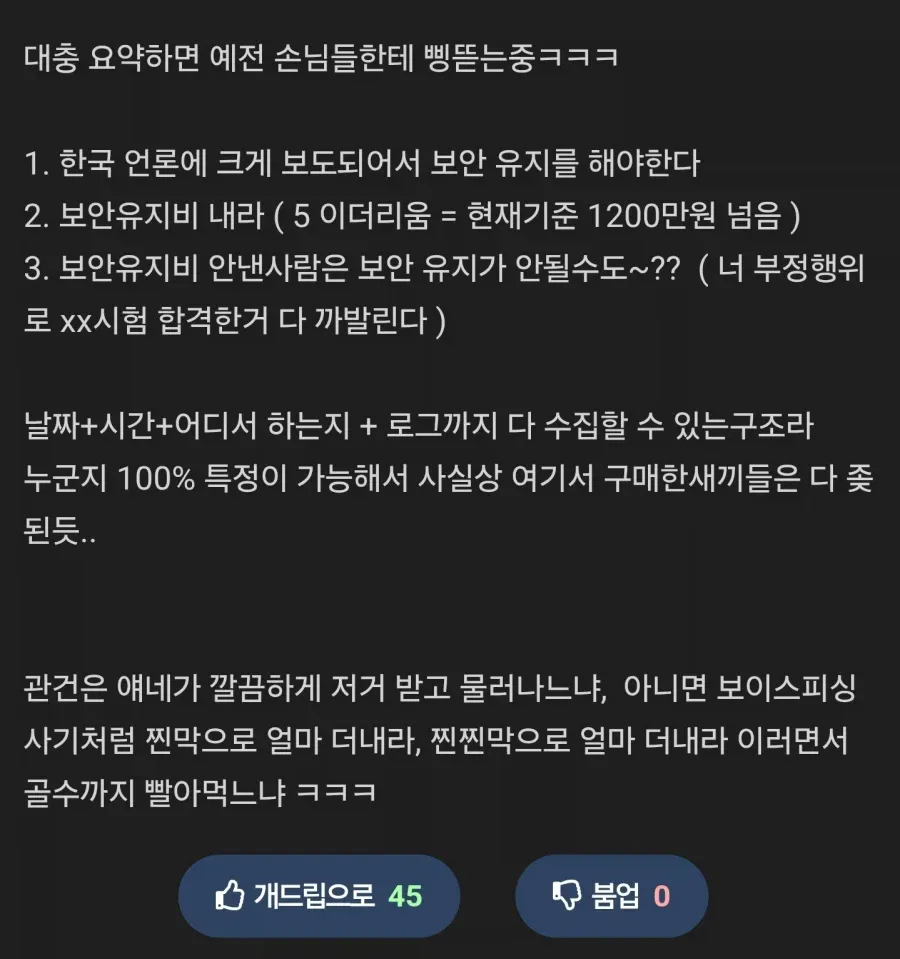 대충 요약하면 예전 손님들한테 삥뜯는중ㅋㅋㅋ
1. 한국 언론에 크게 보도되어서 보안 유지를 해야한다
2. 보안유지비 내라 ( 5 이더리움 = 현재기준 1200만원 넘음 )
3. 보안유지비 안낸사람은 보안 유지가 안될수도~?? ( 너 부정행위
로 xx시험 합격한거 다 까발린다 )
날짜+시간+어디서 하는지 + 로그까지 다 수집할 수 있는구조라
누군지 100% 특정이 가능해서 사실상 여기서 구매한새끼들은 다 좆
된듯..
관건은 얘네가 깔끔하게 저거 받고 물러나느냐, 아니면 보이스피싱
사기처럼 찐막으로 얼마 더내라, 찐찐막으로 얼마 더내라 이러면서
골수까지 빨아먹느냐 ㅋㅋㅋ
개드립으로 45 붐업 0